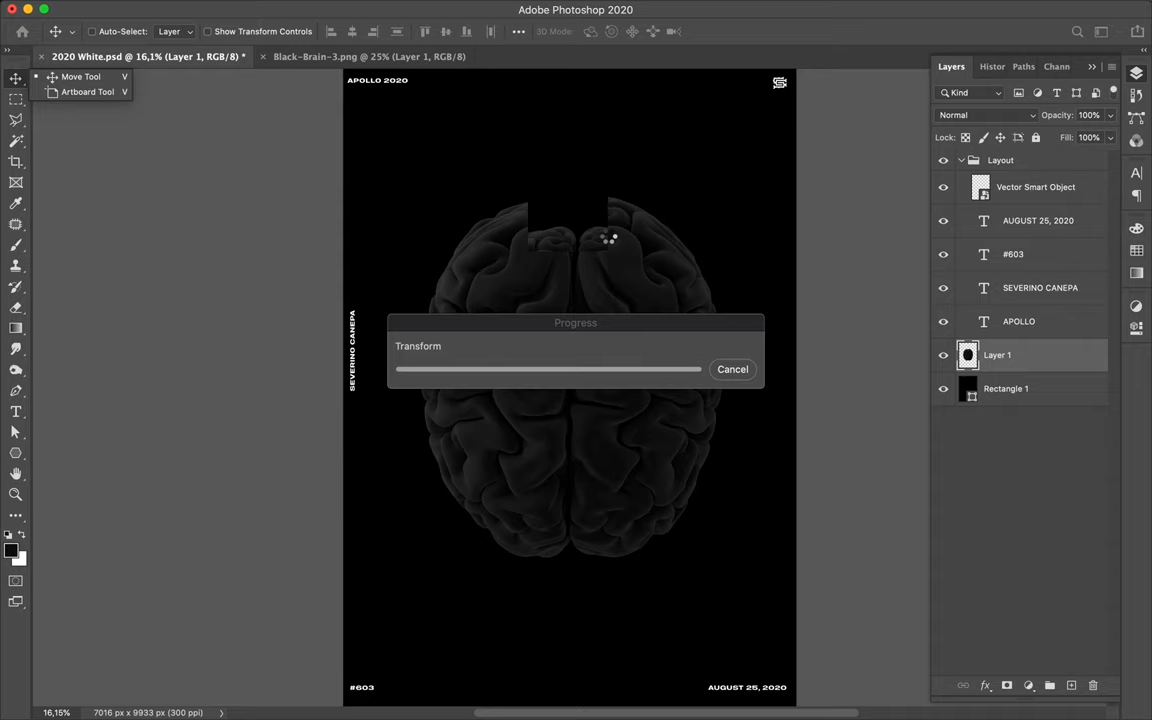 Adobe Photoshop 2020
Auto-Select: Layer Show Transform Controls 3D Mode:
2020 White.psd @ 16,1% (Layer 1, RGB/8) *
Black-Brain-3.png @ 25% (Layer 1, RGB/8)
Move Tool V
Artboard Tool V
APOLLO 2020
SEVERINO CANEPA
Progress
Transform
Cancel
#603
AUGUST 25, 2020
16,15% 7016 px x 9933 px (300 ppi)
Layers Histor Paths Chann
Kind
Normal Opacity: 100%
Lock: Fill: 100%
Layout
Vector Smart Object
AUGUST 25, 2020
#603
SEVERINO CANEPA
APOLLO
Layer 1
Rectangle 1